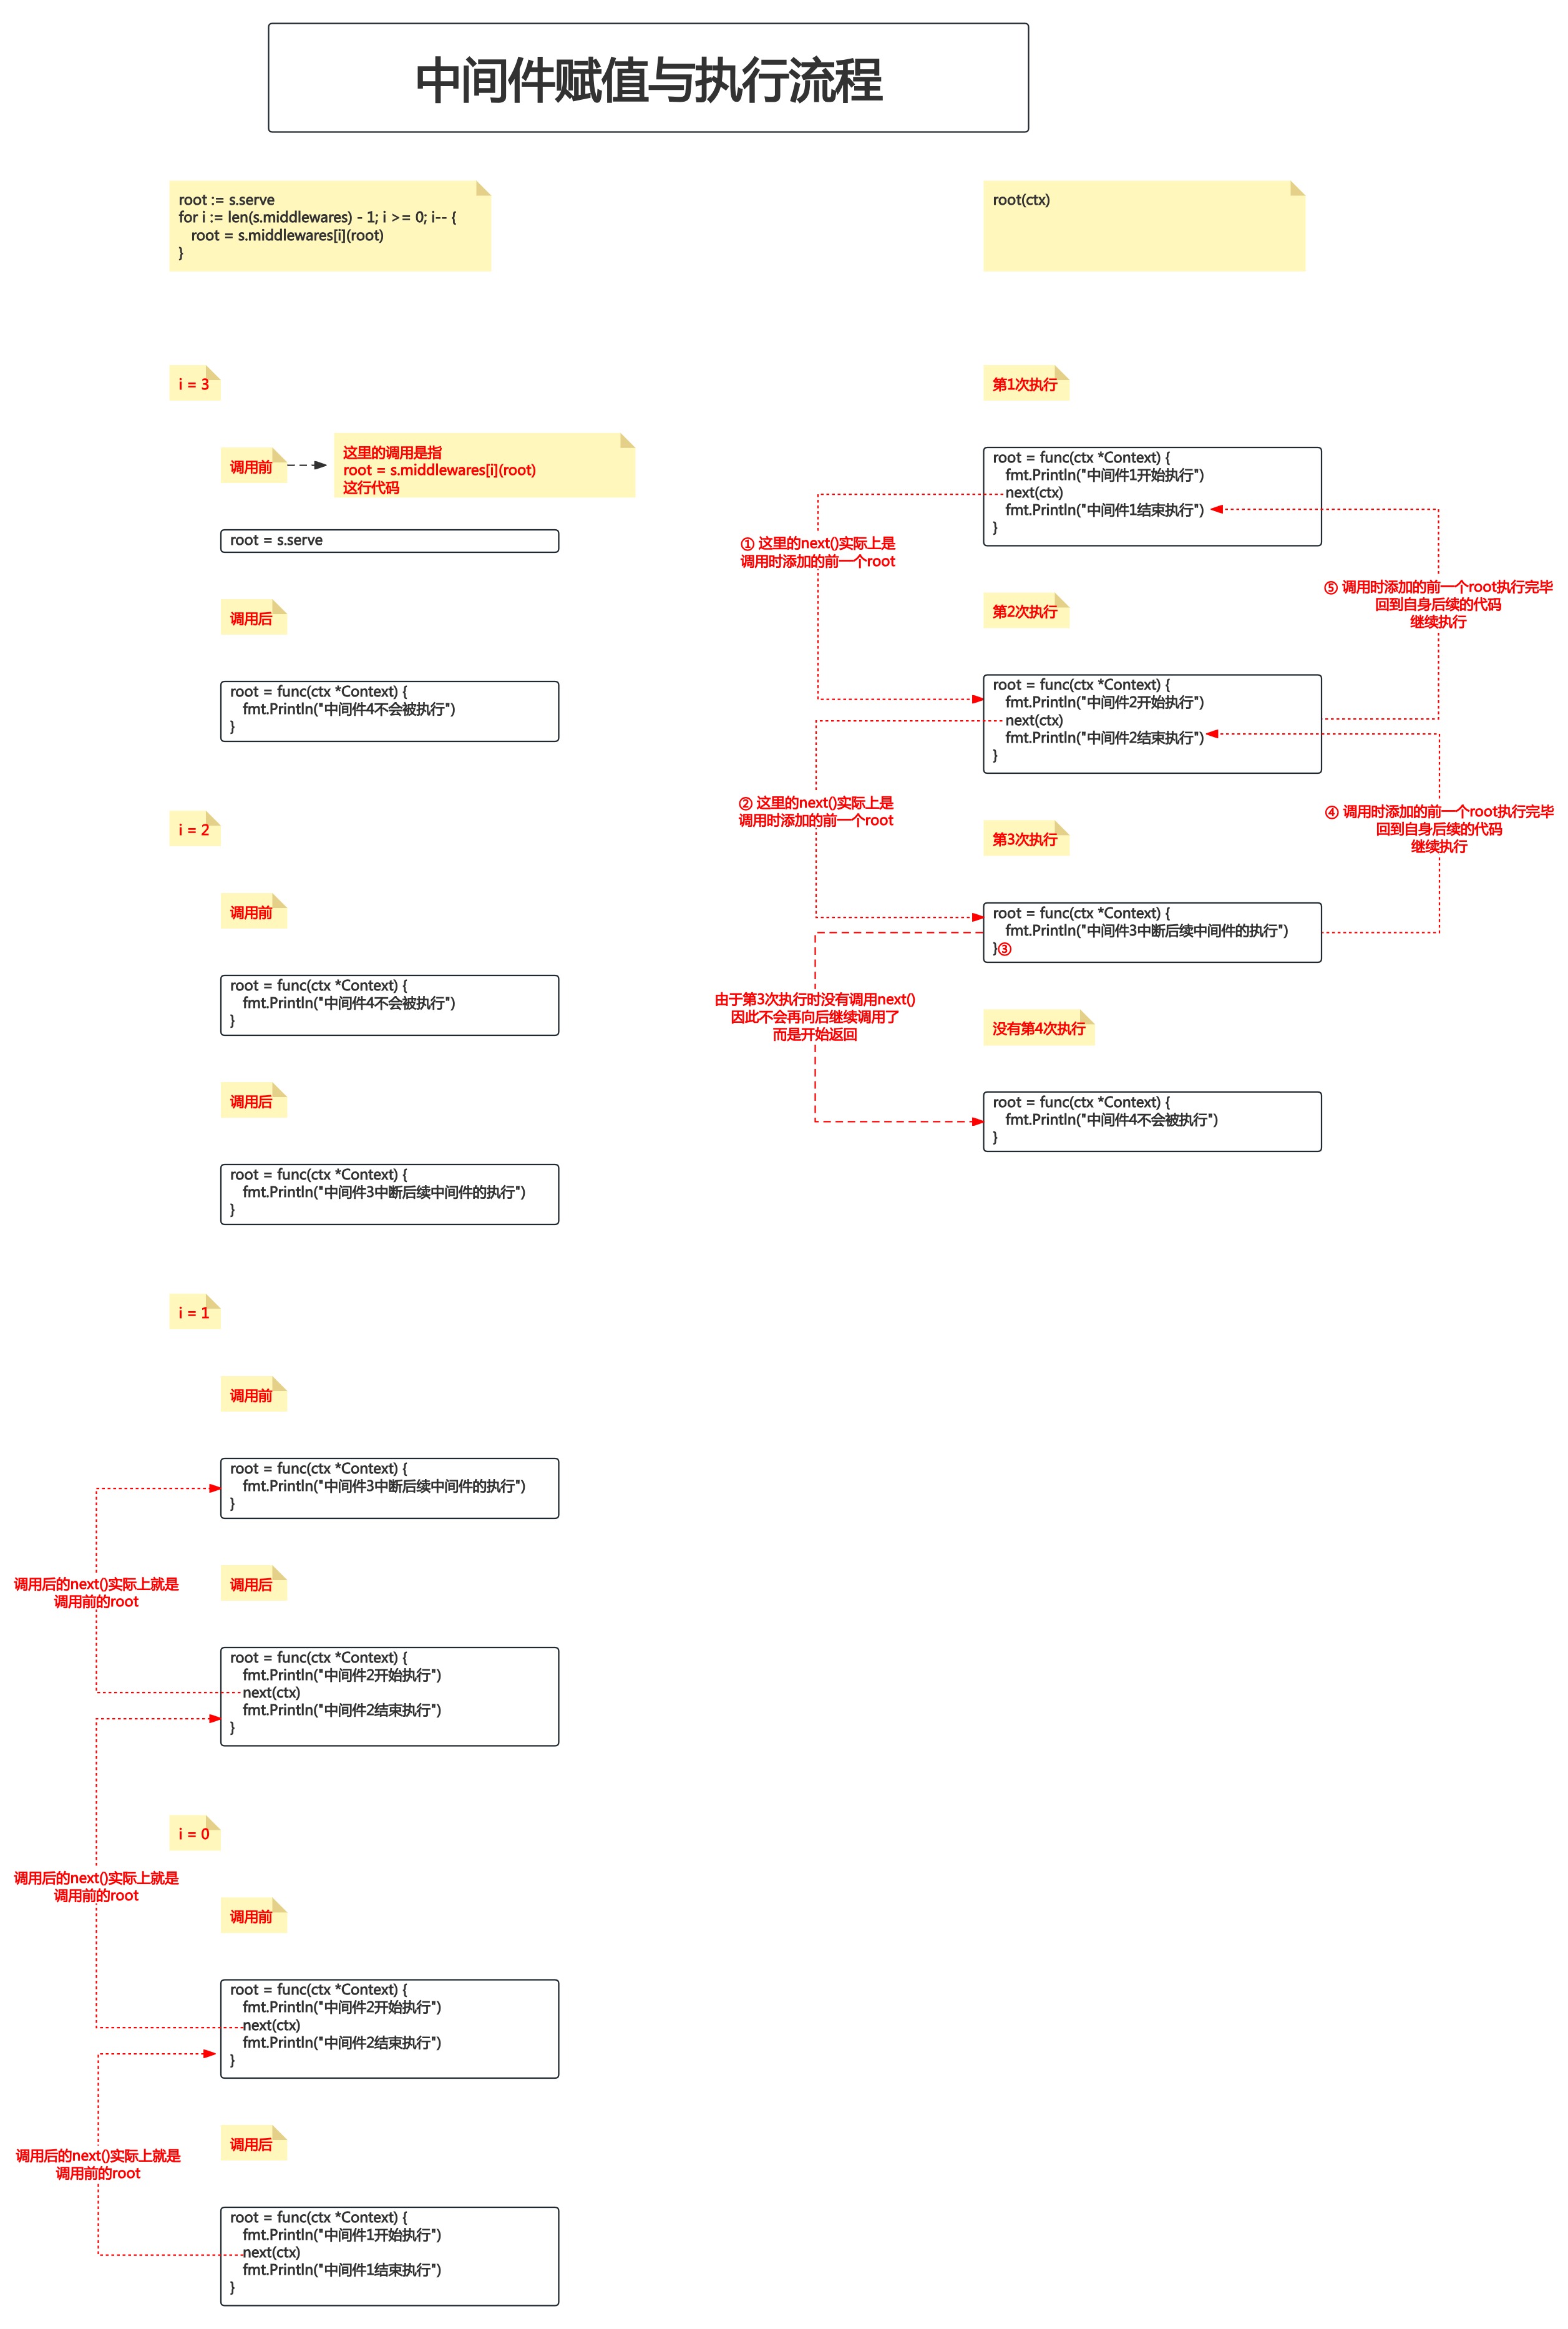 中间件赋值与执行流程
root := s.serve
for i := len(s.middlewares) - 1; i >= 0; i-- {
root = s.middlewares[i](root)
}
i = 3
调用前
这里的调用是指
root = s.middlewares[i](root)
这行代码
root = s.serve
调用后
root = func(ctx *Context) {
fmt.Println("中间件4不会被执行")
}
i = 2
调用前
root = func(ctx *Context) {
fmt.Println("中间件4不会被执行")
}
调用后
root = func(ctx *Context) {
fmt.Println("中间件3中断后续中间件的执行")
}
i = 1
调用前
root = func(ctx *Context) {
fmt.Println("中间件3中断后续中间件的执行")
}
调用后的next()实际上就是
调用前的root
调用后
root = func(ctx *Context) {
fmt.Println("中间件2开始执行")
next(ctx)
fmt.Println("中间件2结束执行")
}
i = 0
调用后的next()实际上就是
调用前的root
调用前
root = func(ctx *Context) {
fmt.Println("中间件2开始执行")
next(ctx)
fmt.Println("中间件2结束执行")
}
调用后
调用后的next()实际上就是
调用前的root
root = func(ctx *Context) {
fmt.Println("中间件1开始执行")
next(ctx)
fmt.Println("中间件1结束执行")
}
root(ctx)
第1次执行
root = func(ctx *Context) {
fmt.Println("中间件1开始执行")
next(ctx)
fmt.Println("中间件1结束执行")
}
① 这里的next()实际上是
调用时添加的前一个root
⑤ 调用时添加的前一个root执行完毕
回到自身后续的代码
继续执行
第2次执行
root = func(ctx *Context) {
fmt.Println("中间件2开始执行")
next(ctx)
fmt.Println("中间件2结束执行")
}
② 这里的next()实际上是
调用时添加的前一个root
④ 调用时添加的前一个root执行完毕
回到自身后续的代码
继续执行
第3次执行
root = func(ctx *Context) {
fmt.Println("中间件3中断后续中间件的执行")
}③
由于第3次执行时没有调用next()
因此不会再向后继续调用了
而是开始返回
没有第4次执行
root = func(ctx *Context) {
fmt.Println("中间件4不会被执行")
}